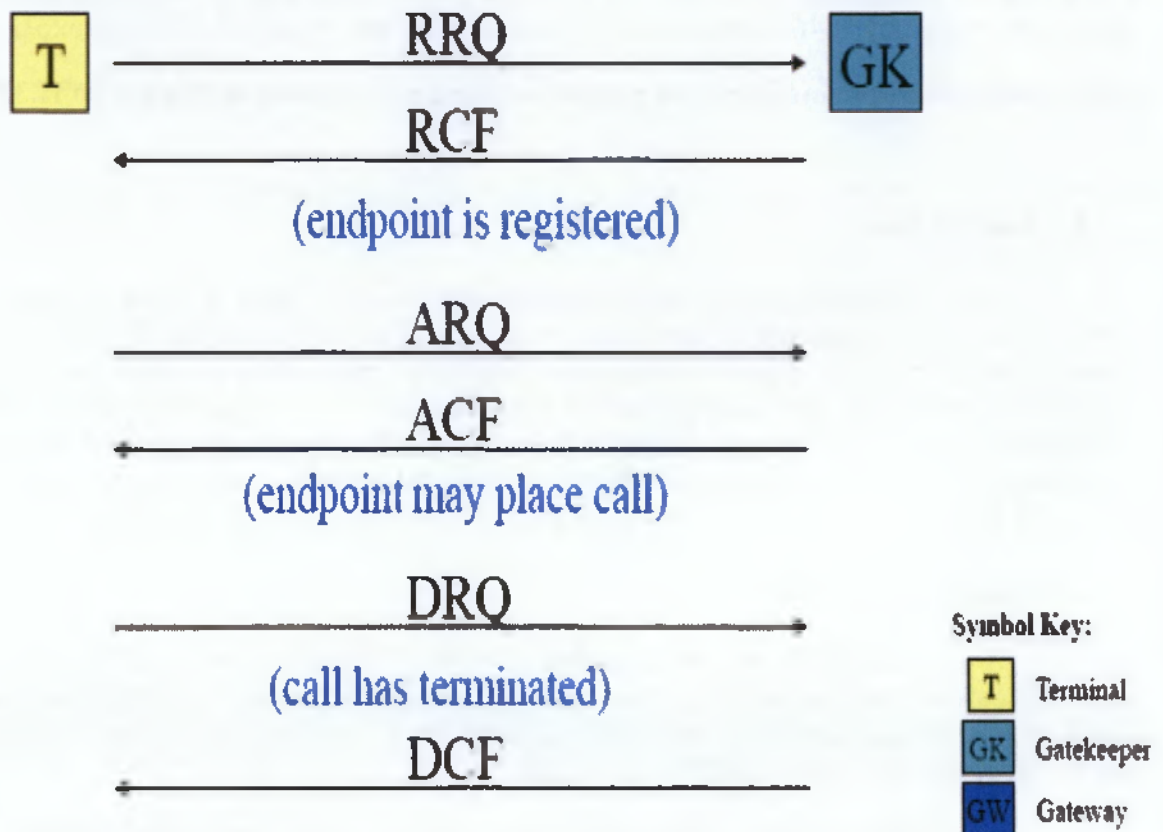 T
RRQ
GK
RCF
(endpoint is registered)
ARQ
ACF
(endpoint may place call)
DRQ
(call has terminated)
DCF
Symbol Key:
T Terminal
GK Gatekeeper
GW Gateway